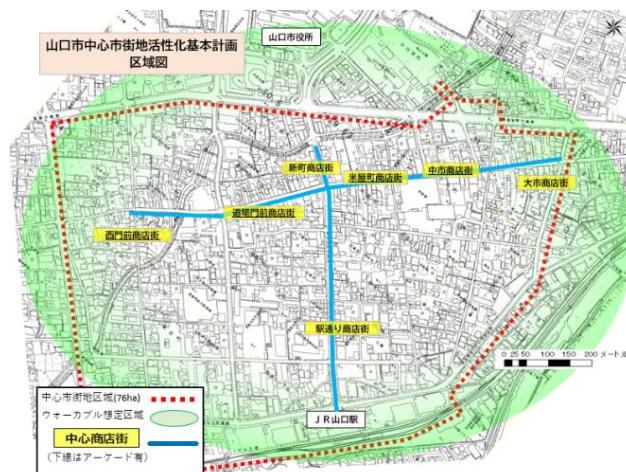 山口市中心市街地活性化基本計画
区域図
山口市役所
新町商店街
米屋町商店街
中市商店街
大市商店街
道場門前商店街
西門前商店街
駅通り商店街
0 25 50 100 150 200 メートル
JR山口駅
中心市街地区域(76ha)
ウォーカブル想定区域
中心商店街
(下線はアーケード有)